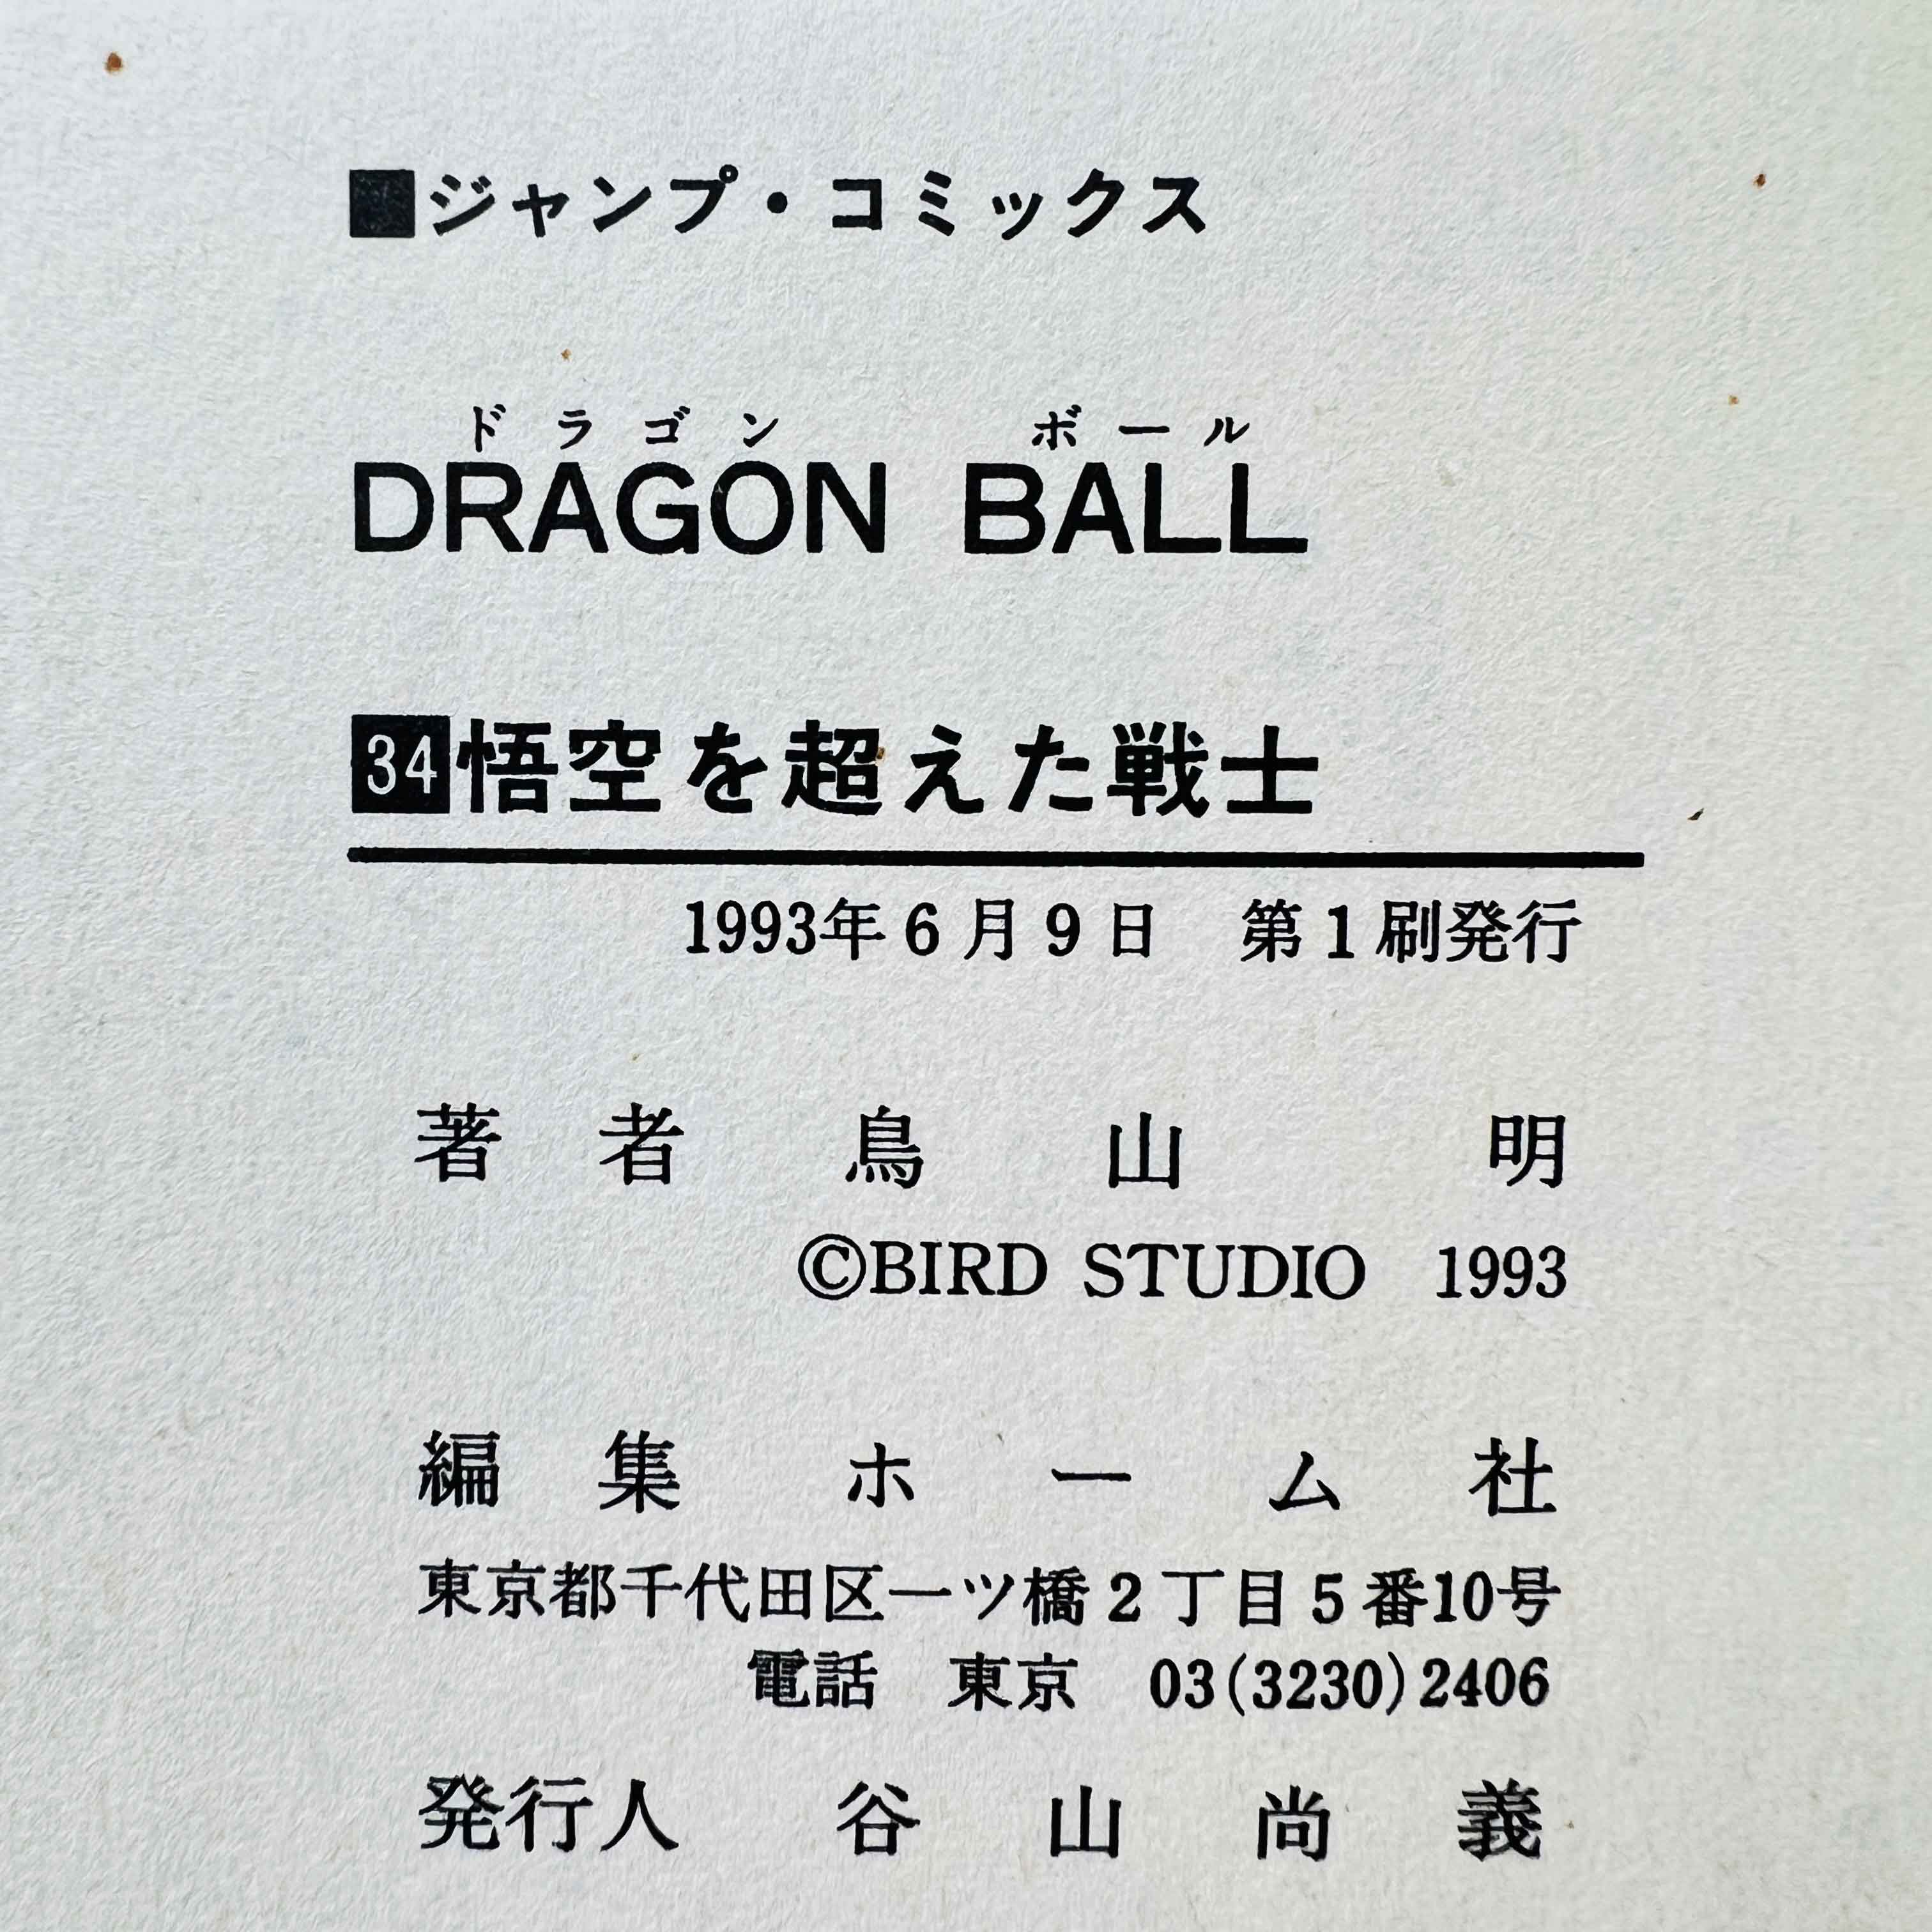 ■ジャンプ・コミックス
ドラゴン ボール
DRAGON BALL
34悟空を超えた戦士
1993年6月9日 第1刷発行
著者 鳥山明
©BIRD STUDIO 1993
編集 ホーム社
東京都千代田区一ツ橋2丁目5番10号
電話 東京 03(3230)2406
発行人 谷山尚義